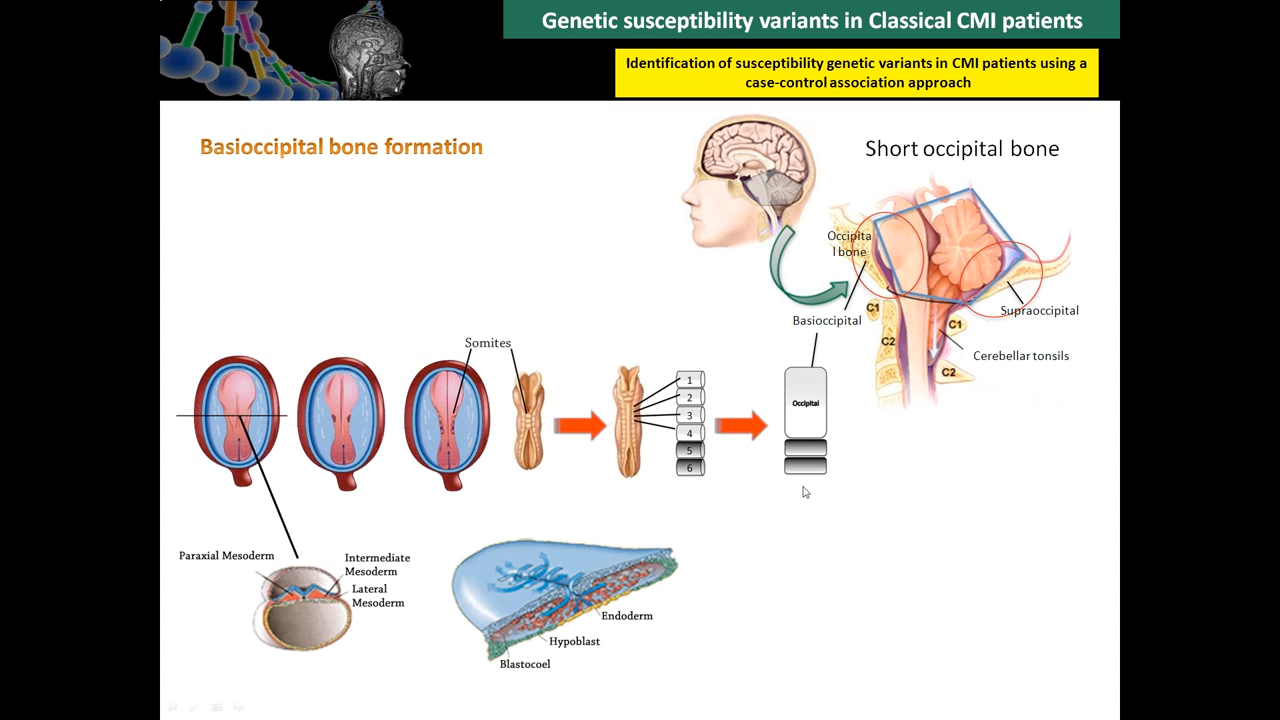 Genetic susceptibility variants in Classical CMI patients
Identification of susceptibility genetic variants in CMI patients using a
case-control association approach
Basioccipital bone formation
Short occipital bone
Occipita
l bone
C1
C1
C2
C2
Basioccipital
Supraoccipital
Cerebellar tonsils
Somites
1
2
3
4
5
6
Occipital
Paraxial Mesoderm
Intermediate
Mesoderm
Lateral
Mesoderm
Endoderm
Hypoblast
Blastocoel